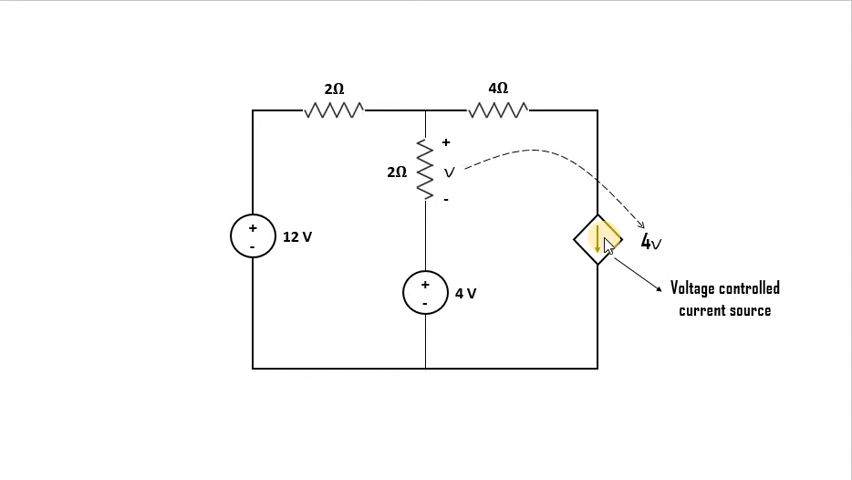 2Ω
4Ω
+
2Ω
v
-
+
-
12 V
4v
+
-
4 V
Voltage controlled
current source